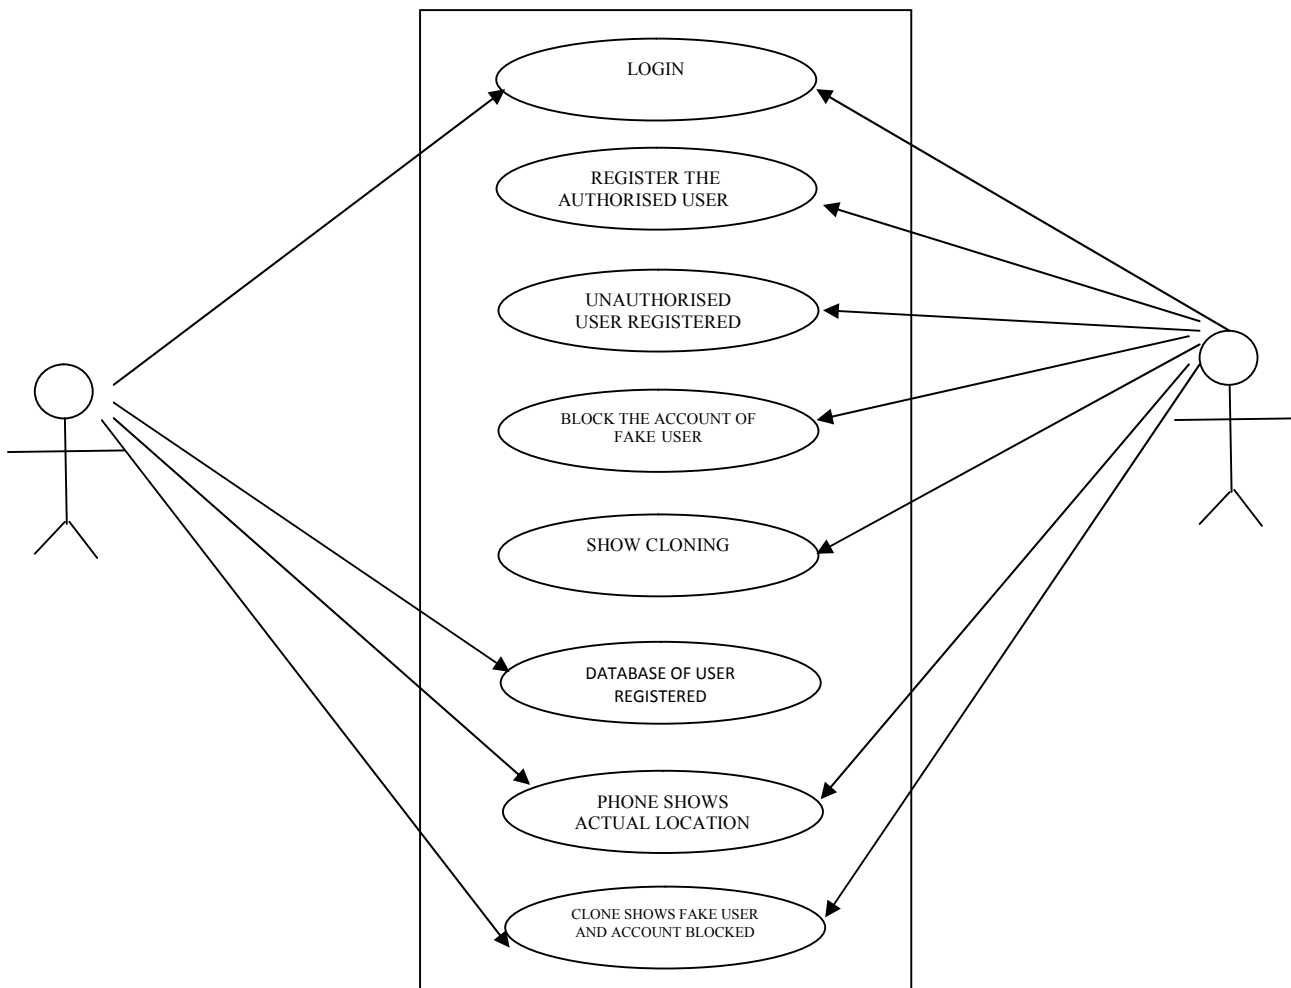 LOGIN
REGISTER THE
AUTHORISED USER
UNAUTHORISED
USER REGISTERED
BLOCK THE ACCOUNT OF
FAKE USER
SHOW CLONING
DATABASE OF USER
REGISTERED
PHONE SHOWS
ACTUAL LOCATION
CLONE SHOWS FAKE USER
AND ACCOUNT BLOCKED